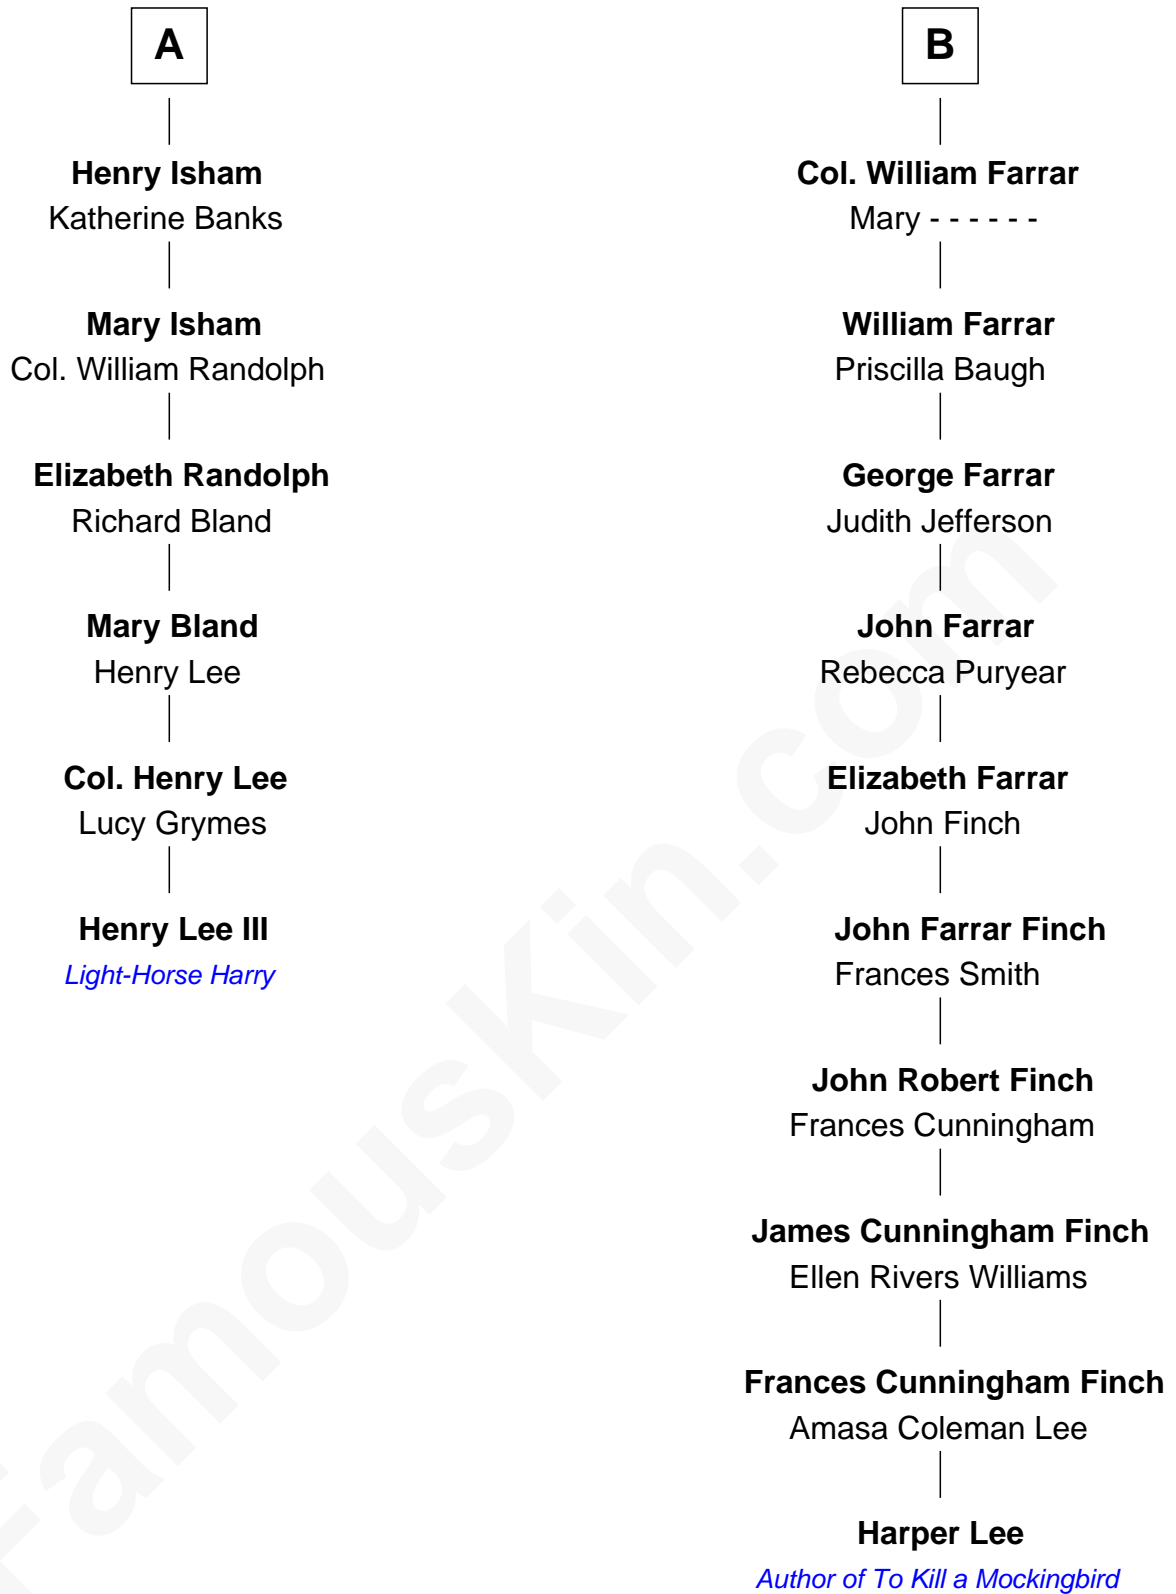 A
Henry Isham
Katherine Banks
Mary Isham
Col. William Randolph
Elizabeth Randolph
Richard Bland
Mary Bland
Henry Lee
Col. Henry Lee
Lucy Grymes
Henry Lee III
Light-Horse Harry
B
Col. William Farrar
Mary - - - - - -
William Farrar
Priscilla Baugh
George Farrar
Judith Jefferson
John Farrar
Rebecca Puryear
Elizabeth Farrar
John Finch
John Farrar Finch
Frances Smith
John Robert Finch
Frances Cunningham
James Cunningham Finch
Ellen Rivers Williams
Frances Cunningham Finch
Amasa Coleman Lee
Harper Lee
Author of To Kill a Mockingbird
FamousKin.com